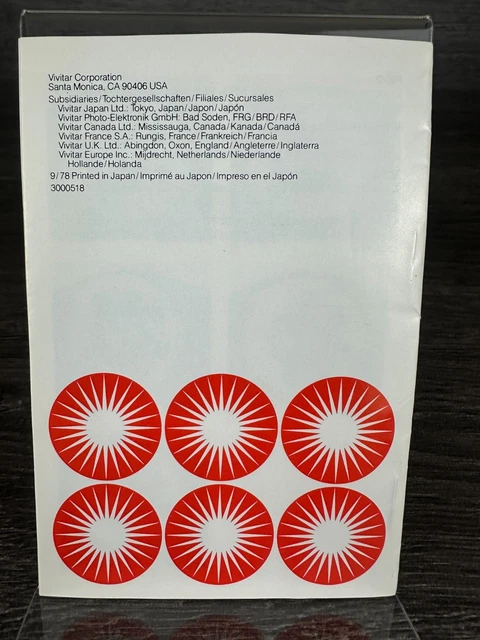 Vivitar Corporation
Santa Monica, CA 90406 USA
Subsidiaries/Tochtergesellschaften/Filiales/Sucursales
Vivitar Japan Ltd.: Tokyo, Japan/Japon/Japón
Vivitar Photo-Elektronik GmbH: Bad Soden, FRG/BRD/RFA
Vivitar Canada Ltd.: Mississauga, Canada/Kanada/Canadá
Vivitar France S.A.: Rungis, France/Frankreich/Francia
Vivitar U.K. Ltd.: Abingdon, Oxon, England/Angleterre/Inglaterra
Vivitar Europe Inc.: Mijdrecht, Netherlands/Niederlande
Hollande/Holanda
9/78 Printed in Japan/Imprimé au Japon/Impreso en el Japón
3000518